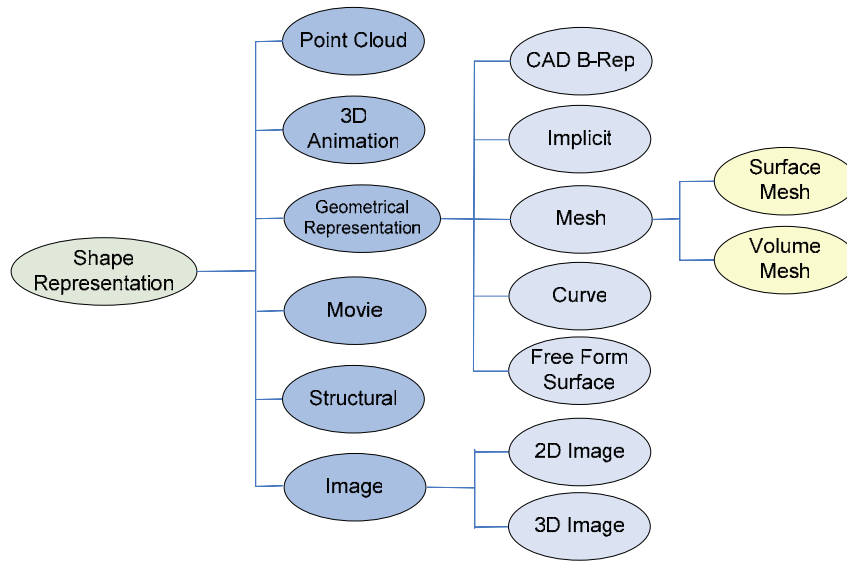 Shape
Representation
Point Cloud
3D
Animation
Geometrical
Representation
Movie
Structural
Image
CAD B-Rep
Implicit
Mesh
Curve
Free Form
Surface
2D Image
3D Image
Surface
Mesh
Volume
Mesh